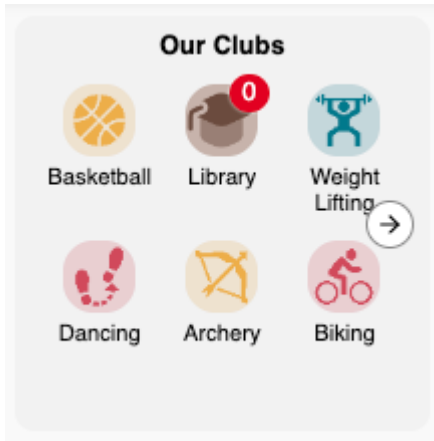 Our Clubs
0
Basketball
Library
Weight
Lifting
Dancing
Archery
Biking